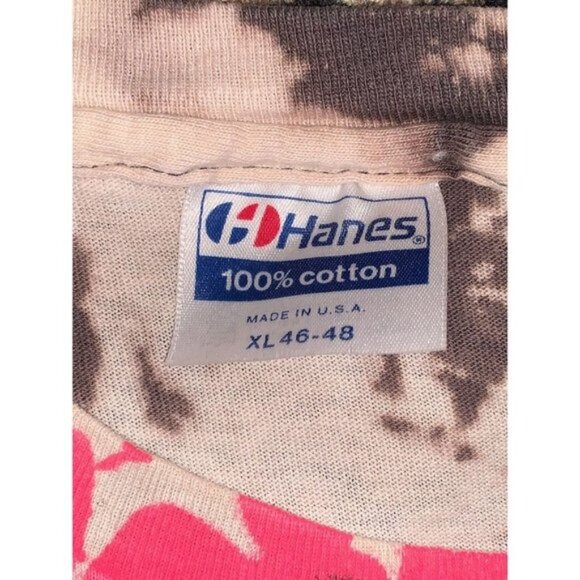 Hanes®
100% cotton
MADE IN U.S.A.
XL 46-48